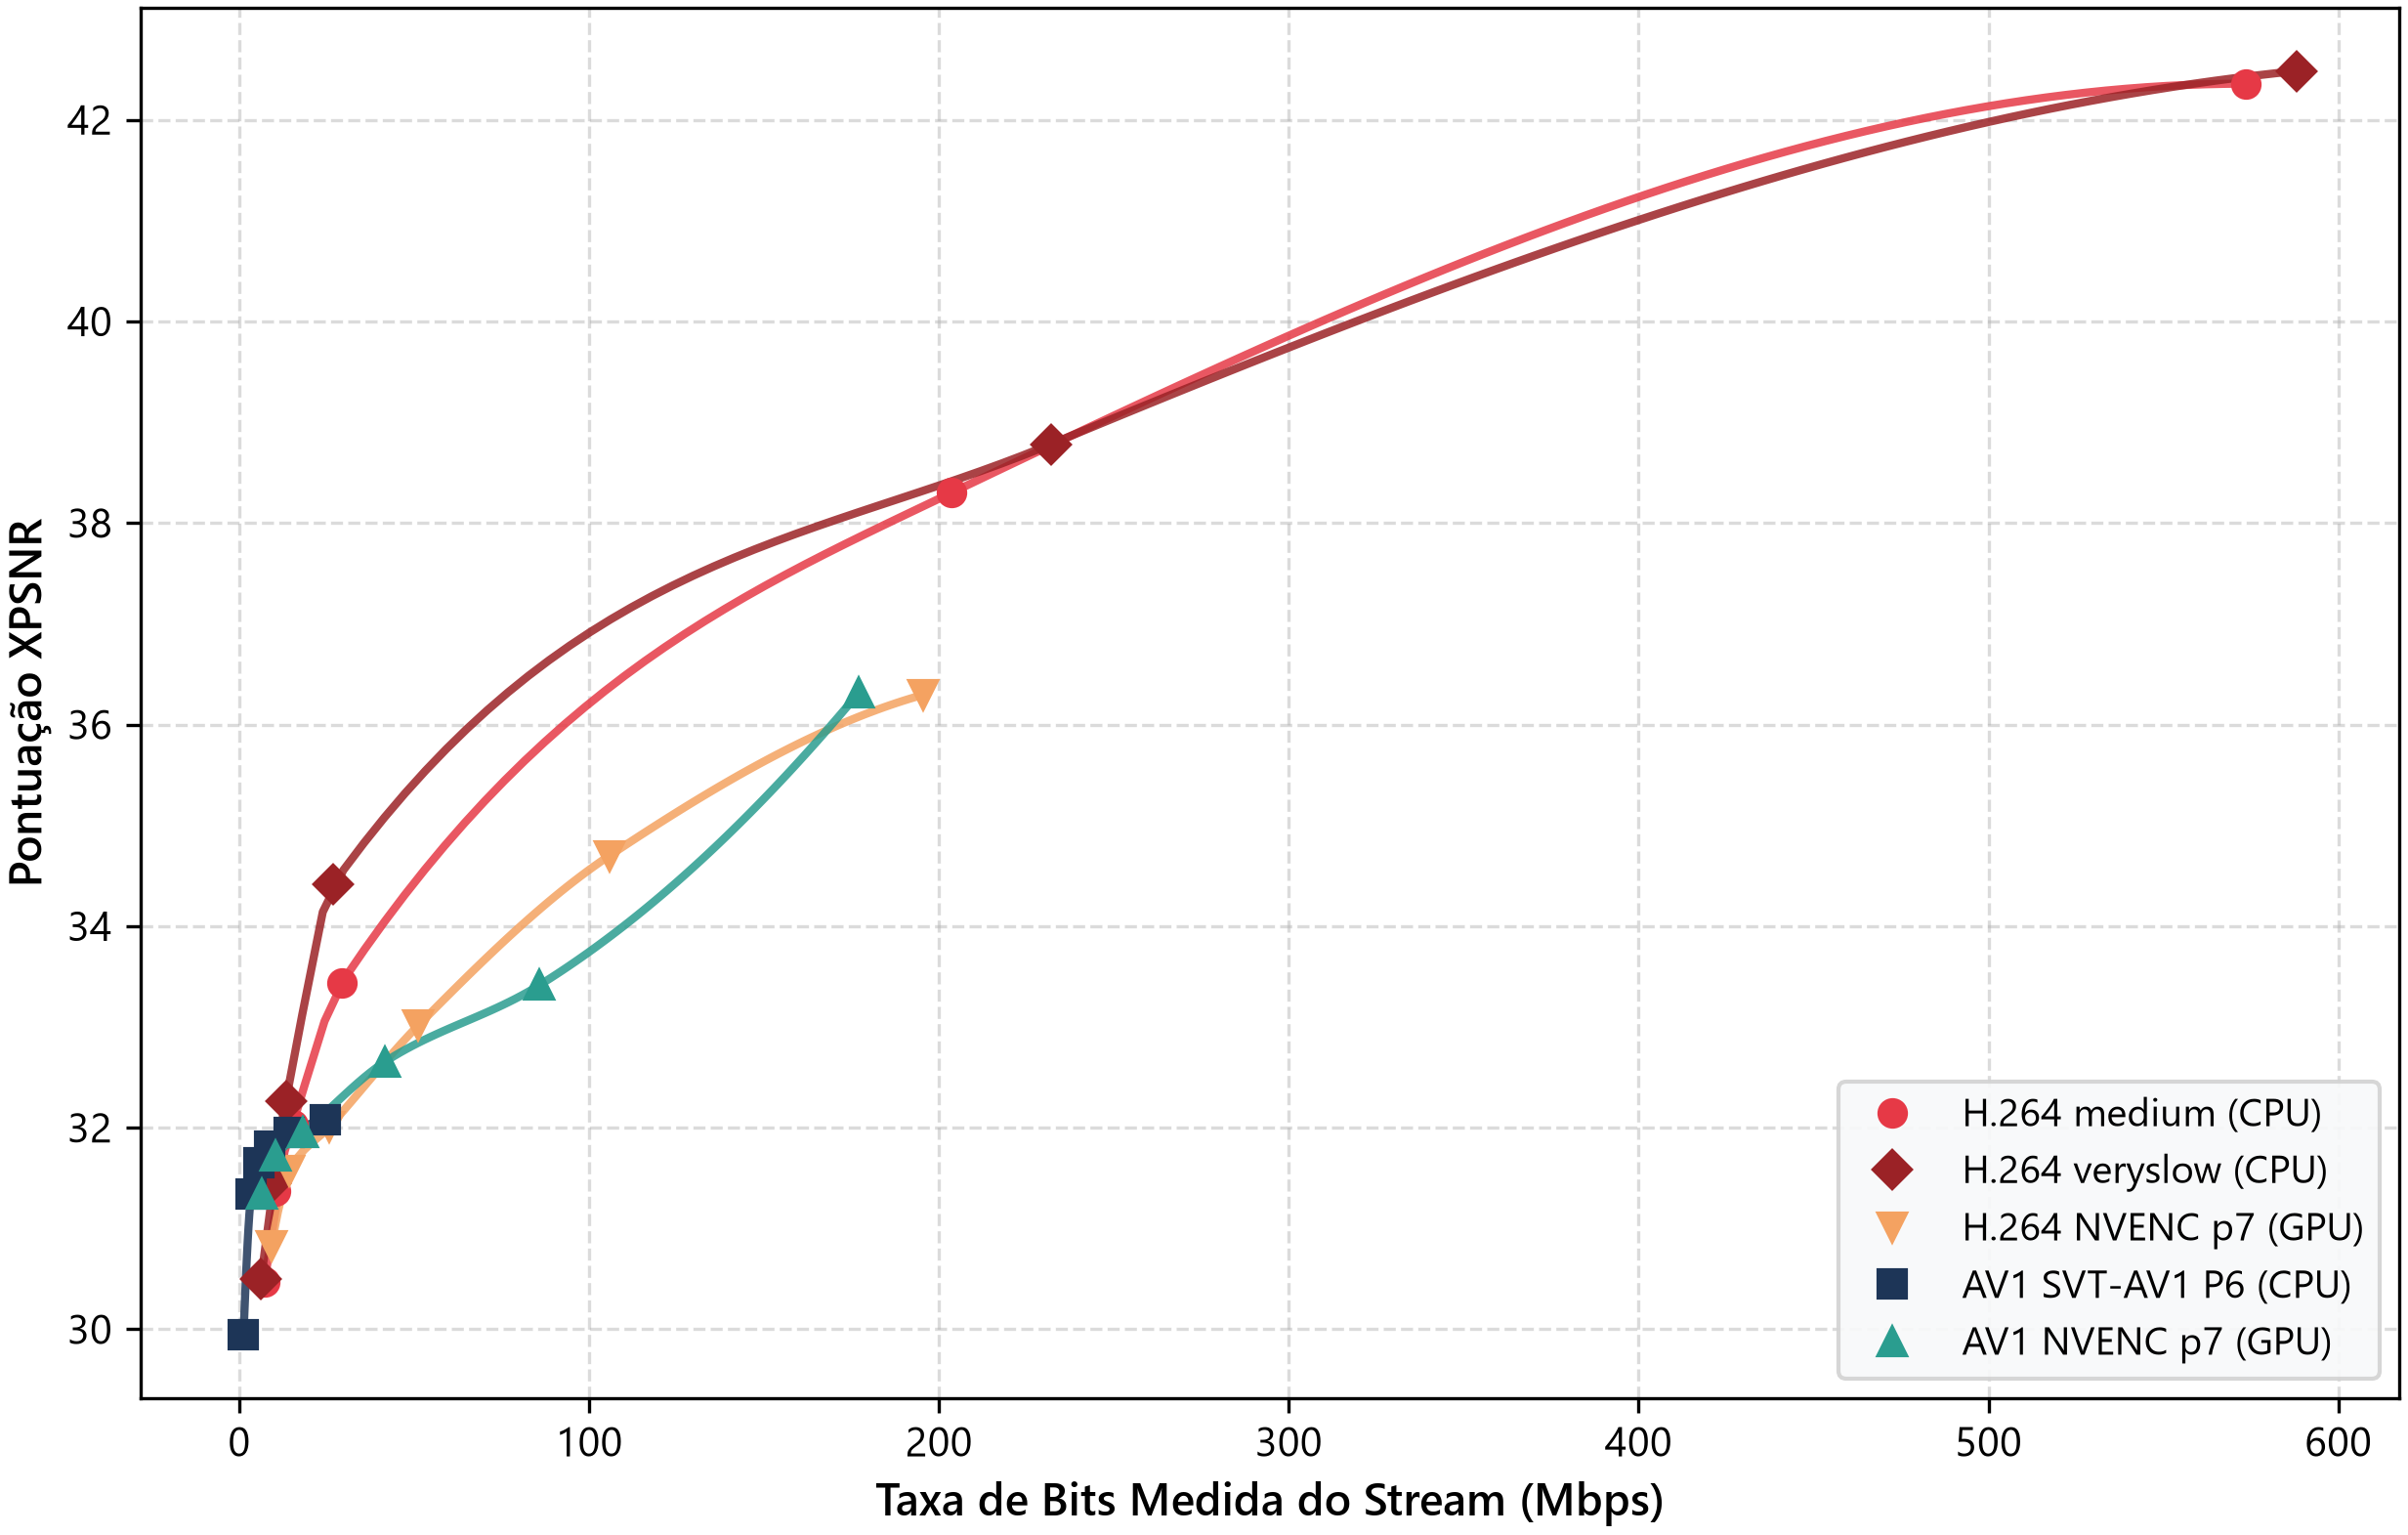 Pontuação XPSNR
42
40
38
36
34
32
30
0 100 200 300 400 500 600
Taxa de Bits Medida do Stream (Mbps)
H.264 medium (CPU)
H.264 veryslow (CPU)
H.264 NVENC p7 (GPU)
AV1 SVT-AV1 P6 (CPU)
AV1 NVENC p7 (GPU)